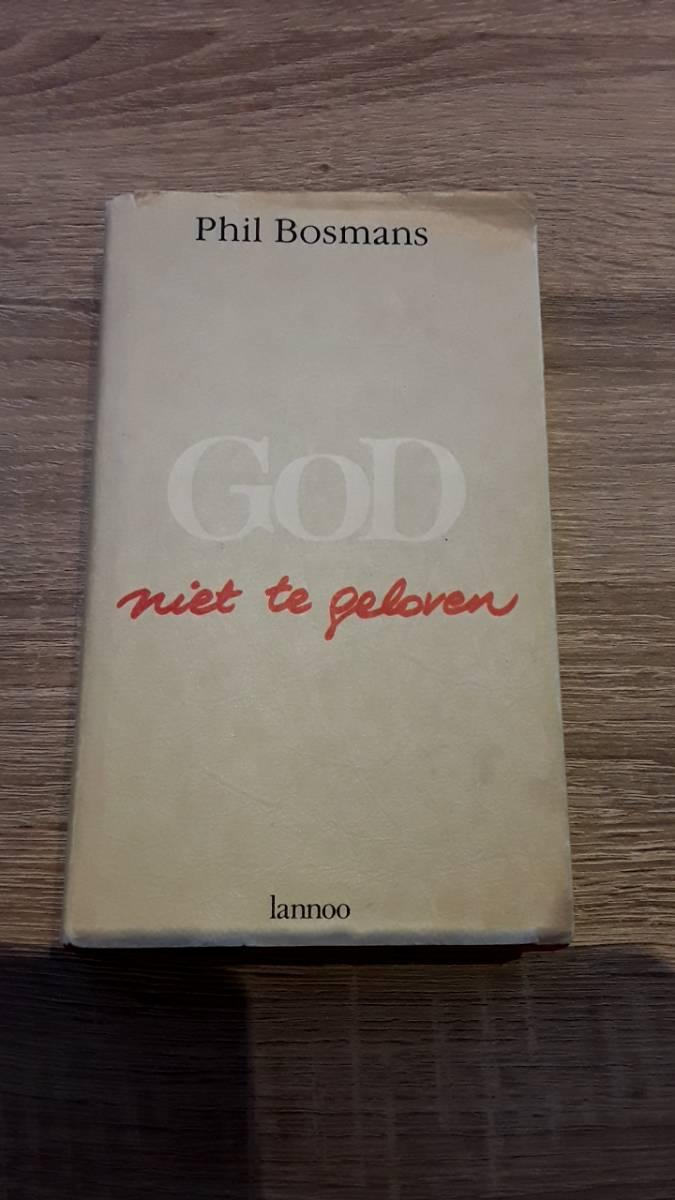 Phil Bosmans
GOD
niet te geloven
lannoo